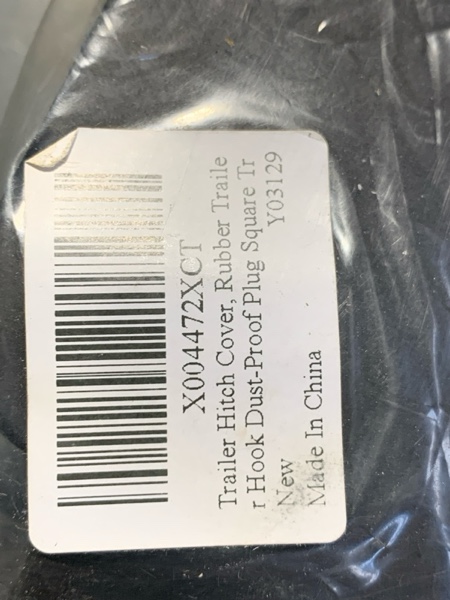 X004472XCT
Trailer Hitch Cover, Rubber Traile
r Hook Dust-Proof Plug Square Tr
New Y03129
Made In China